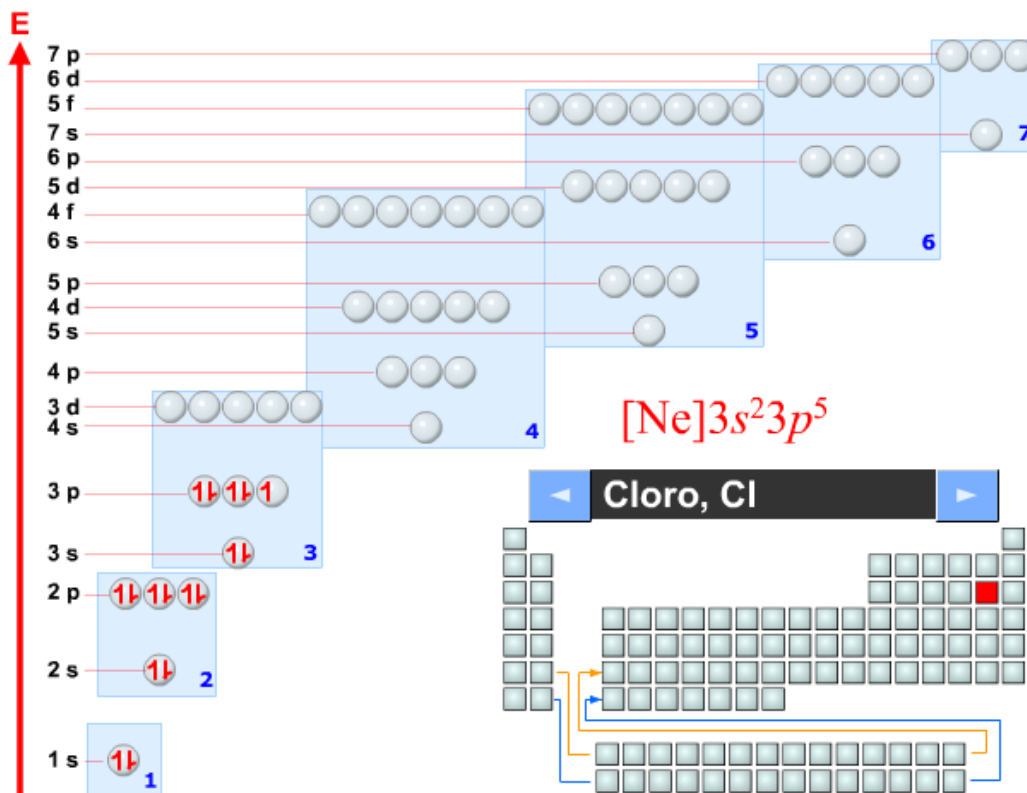 E
7 p
6 d
5 f
7 s
7
6 p
5 d
4 f
6 s
6
5 p
4 d
5 s
5
4 p
3 d
4 s
4
[Ne]3s²3p⁵
3 p
Cloro, Cl
3 s
3
2 p
2 s
2
1 s
1